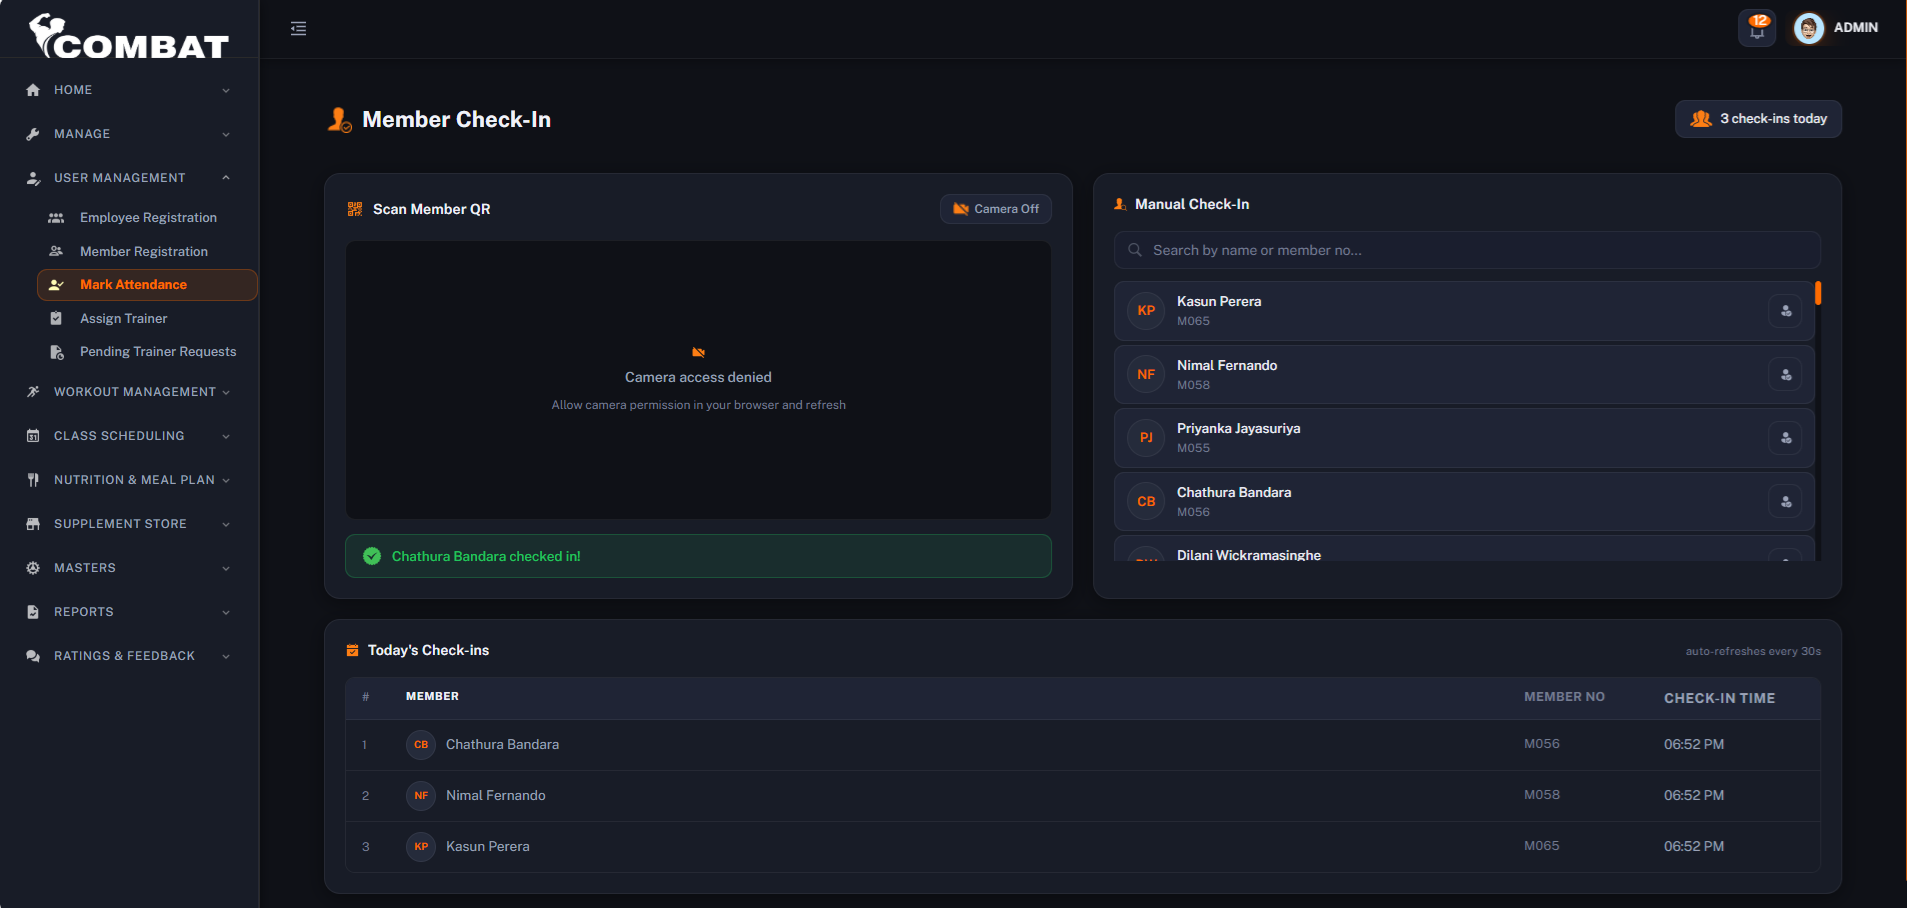 COMBAT
12
ADMIN
HOME
MANAGE
USER MANAGEMENT
Employee Registration
Member Registration
Mark Attendance
Assign Trainer
Pending Trainer Requests
WORKOUT MANAGEMENT
31
CLASS SCHEDULING
NUTRITION & MEAL PLAN
SUPPLEMENT STORE
MASTERS
REPORTS
RATINGS & FEEDBACK
Member Check-In
3 check-ins today
Scan Member QR
Camera Off
Camera access denied
Allow camera permission in your browser and refresh
Chathura Bandara checked in!
Manual Check-In
Search by name or member no...
KP
Kasun Perera
M065
NF
Nimal Fernando
M058
PJ
Priyanka Jayasuriya
M055
CB
Chathura Bandara
M056
Dilani Wickramasinghe
Today's Check-ins
auto-refreshes every 30s
# MEMBER MEMBER NO CHECK-IN TIME
1 CB Chathura Bandara M056 06:52 PM
2 NF Nimal Fernando M058 06:52 PM
3 KP Kasun Perera M065 06:52 PM